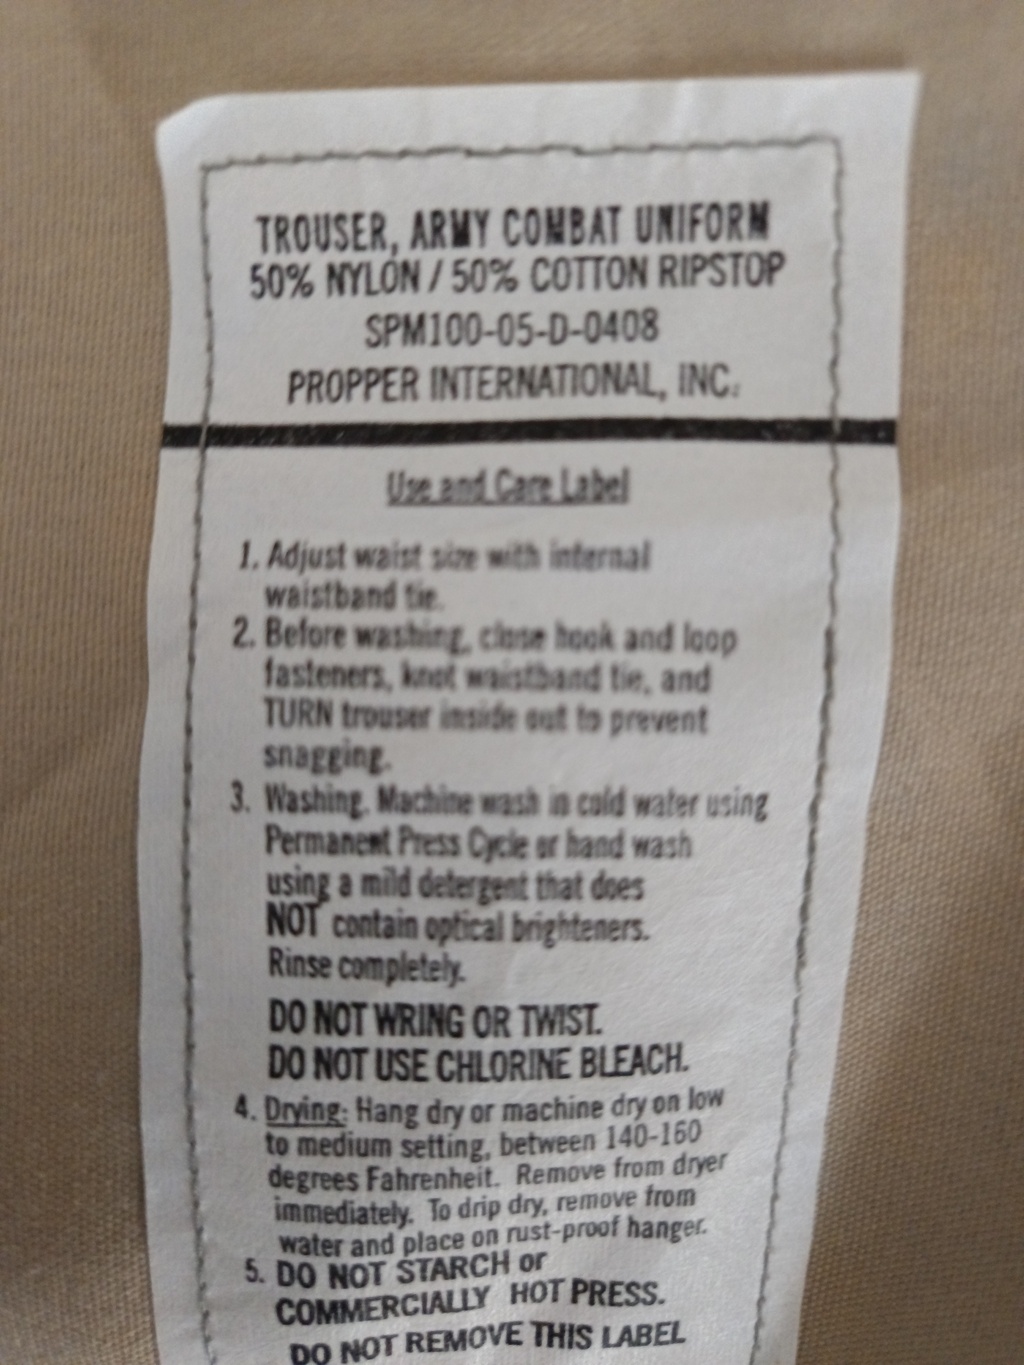 TROUSER, ARMY COMBAT UNIFORM
50% NYLON / 50% COTTON RIPSTOP
SPM100-05-D-0408
PROPPER INTERNATIONAL, INC.
Use and Care Label
1. Adjust waist size with internal
waistband tie.
2. Before washing, close hook and loop
fasteners, knot waistband tie, and
TURN trouser inside out to prevent
snagging.
3. Washing. Machine wash in cold water using
Permanent Press Cycle or hand wash
using a mild detergent that does
NOT contain optical brighteners.
Rinse completely.
DO NOT WRING OR TWIST.
DO NOT USE CHLORINE BLEACH.
4. Drying: Hang dry or machine dry on low
to medium setting, between 140-160
degrees Fahrenheit. Remove from dryer
immediately. To drip dry, remove from
water and place on rust-proof hanger.
5. DO NOT STARCH or
COMMERCIALLY HOT PRESS.
DO NOT REMOVE THIS LABEL